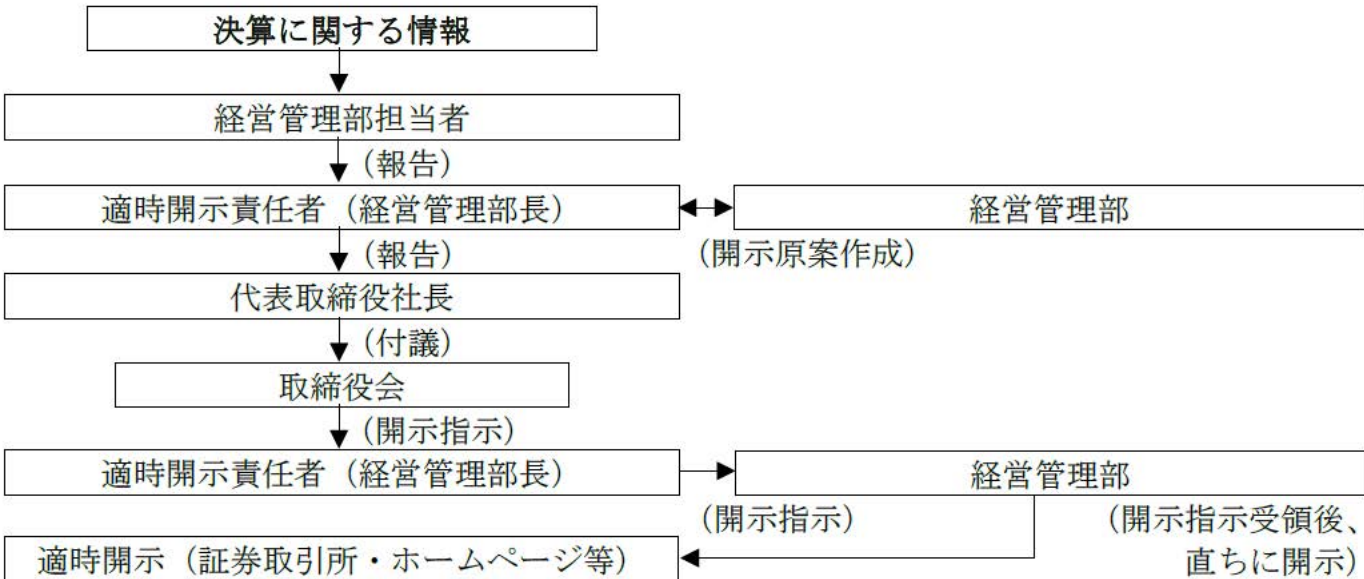 決算に関する情報
経営管理部担当者
（報告）
適時開示責任者（経営管理部長）
経営管理部
（報告）
（開示原案作成）
代表取締役社長
（付議）
取締役会
（開示指示）
適時開示責任者（経営管理部長）
経営管理部
（開示指示）
（開示指示受領後、
直ちに開示）
適時開示（証券取引所・ホームページ等）